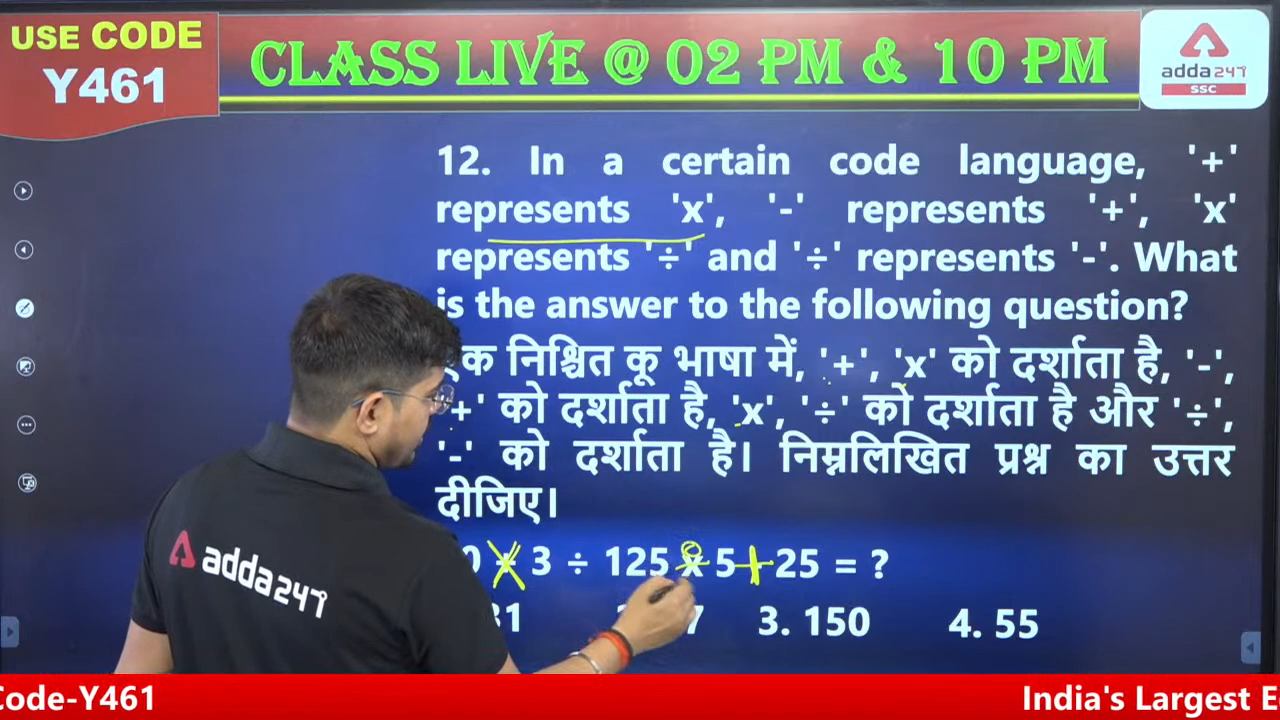 USE CODE
Y461
CLASS LIVE @ 02 PM & 10 PM
adda247
SSC
12. In a certain code language, '+'
represents 'x', '-' represents '+', 'x'
represents '÷' and '÷' represents '-'. What
is the answer to the following question?
निश्चित कू भाषा में, '+', 'x' को दर्शाता है, '-',
'+' को दर्शाता है, 'x', '÷' को दर्शाता है और '÷',
'-' को दर्शाता है। निम्नलिखित प्रश्न का उत्तर
दीजिए।
3 ÷ 125 5 25 = ?
3. 150 4. 55
adda247
Code-Y461
India's Largest